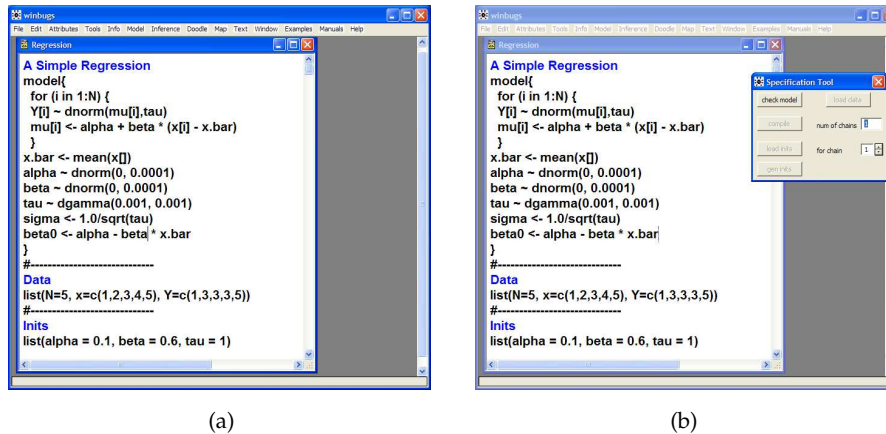 winbugs
File Edit Attributes Tools Info Model Inference Doodle Map Text Window Examples Manuals Help
Regression
A Simple Regression
model{
for (i in 1:N) {
Y[i] ~ dnorm(mu[i],tau)
mu[i] <- alpha + beta * (x[i] - x.bar)
}
x.bar <- mean(x[])
alpha ~ dnorm(0, 0.0001)
beta ~ dnorm(0, 0.0001)
tau ~ dgamma(0.001, 0.001)
sigma <- 1.0/sqrt(tau)
beta0 <- alpha - beta * x.bar
}
#----------------------------
Data
list(N=5, x=c(1,2,3,4,5), Y=c(1,3,3,3,5))
#----------------------------
Inits
list(alpha = 0.1, beta = 0.6, tau = 1)
(a)
winbugs
File Edit Attributes Tools Info Model Inference Doodle Map Text Window Examples Manuals Help
Regression
A Simple Regression
model{
for (i in 1:N) {
Y[i] ~ dnorm(mu[i],tau)
mu[i] <- alpha + beta * (x[i] - x.bar)
}
x.bar <- mean(x[])
alpha ~ dnorm(0, 0.0001)
beta ~ dnorm(0, 0.0001)
tau ~ dgamma(0.001, 0.001)
sigma <- 1.0/sqrt(tau)
beta0 <- alpha - beta * x.bar
}
#----------------------------
Data
list(N=5, x=c(1,2,3,4,5), Y=c(1,3,3,3,5))
#----------------------------
Inits
list(alpha = 0.1, beta = 0.6, tau = 1)
Specification Tool
check model load data
compile num of chains 1
load inits for chain 1
gen inits
(b)